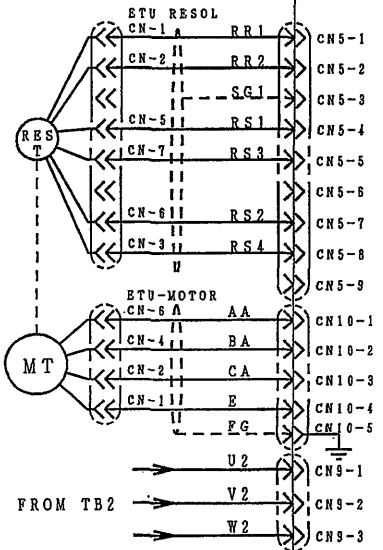 ETU RESOL
CN-1 RR1 CN5-1
CN-2 RR2 CN5-2
SG1 CN5-3
CN-5 RS1 CN5-4
RES
T
CN-7 RS3 CN5-5
CN5-6
CN-6 RS2 CN5-7
CN-3 RS4 CN5-8
CN5-9
ETU-MOTOR
CN-6 AA CN10-1
CN-4 BA CN10-2
MT
CN-2 CA CN10-3
CN-1 E CN10-4
FG CN10-5
U2 CN9-1
FROM TB2 V2 CN9-2
W2 CN9-3